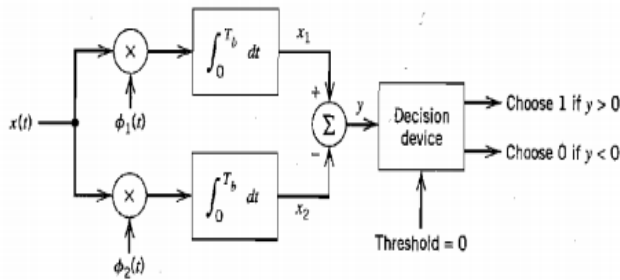 x(t)
×
ϕ₁(t)
∫₀^{T_b} dt
x₁
+
Σ
−
y
Decision
device
Choose 1 if y > 0
Choose 0 if y < 0
Threshold = 0
×
ϕ₂(t)
∫₀^{T_b} dt
x₂